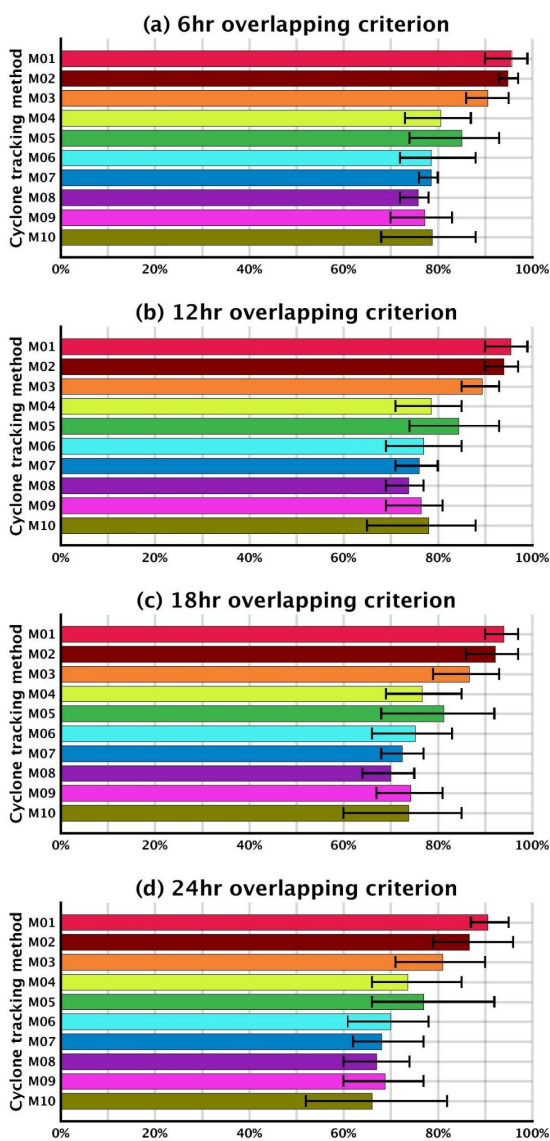 (a) 6hr overlapping criterion
Cyclone tracking method
M01
M02
M03
M04
M05
M06
M07
M08
M09
M10
0% 20% 40% 60% 80% 100%
(b) 12hr overlapping criterion
Cyclone tracking method
M01
M02
M03
M04
M05
M06
M07
M08
M09
M10
0% 20% 40% 60% 80% 100%
(c) 18hr overlapping criterion
Cyclone tracking method
M01
M02
M03
M04
M05
M06
M07
M08
M09
M10
0% 20% 40% 60% 80% 100%
(d) 24hr overlapping criterion
Cyclone tracking method
M01
M02
M03
M04
M05
M06
M07
M08
M09
M10
0% 20% 40% 60% 80% 100%